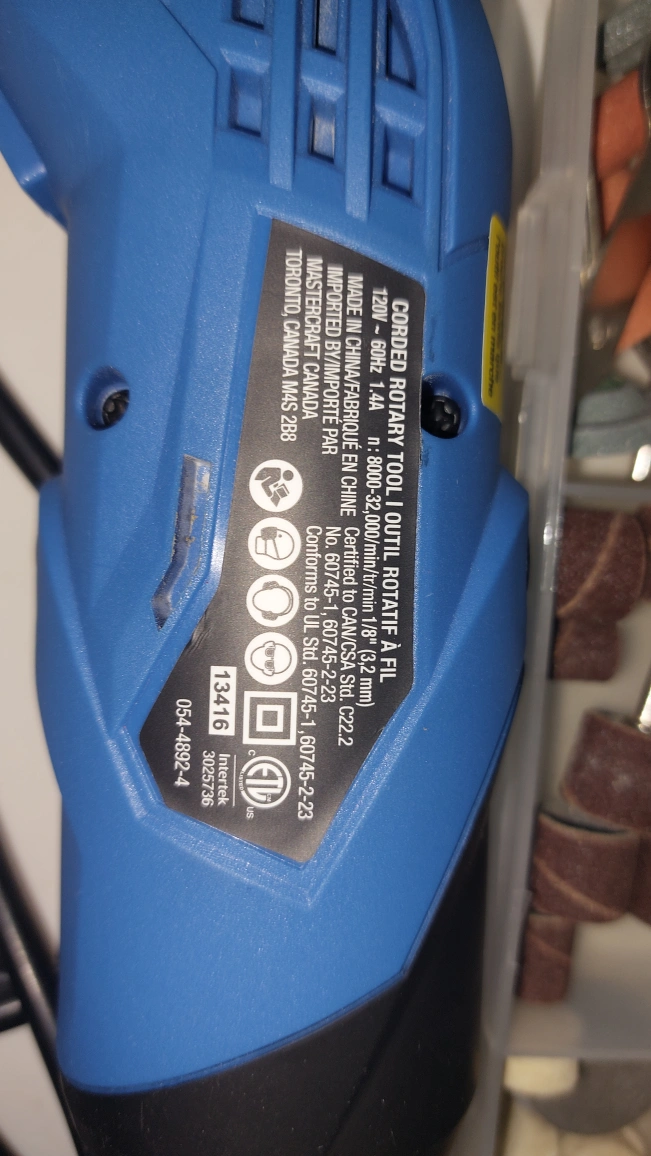 CORDED ROTARY TOOL | OUTIL ROTATIF À FIL
120V ~ 60Hz 1.4A n: 8000-32,000/min/tr/min 1/8" (3,2 mm)
MADE IN CHINA/FABRIQUÉ EN CHINE
IMPORTED BY/IMPORTÉ PAR
MASTERCRAFT CANADA
TORONTO, CANADA M4S 2B8
Certified to CAN/CSA Std. C22.2
No. 60745-1, 60745-2-23
Conforms to UL Std. 60745-1, 60745-2-23
ETL
LISTED
C
US
Intertek
3025736
13416
054-4892-4